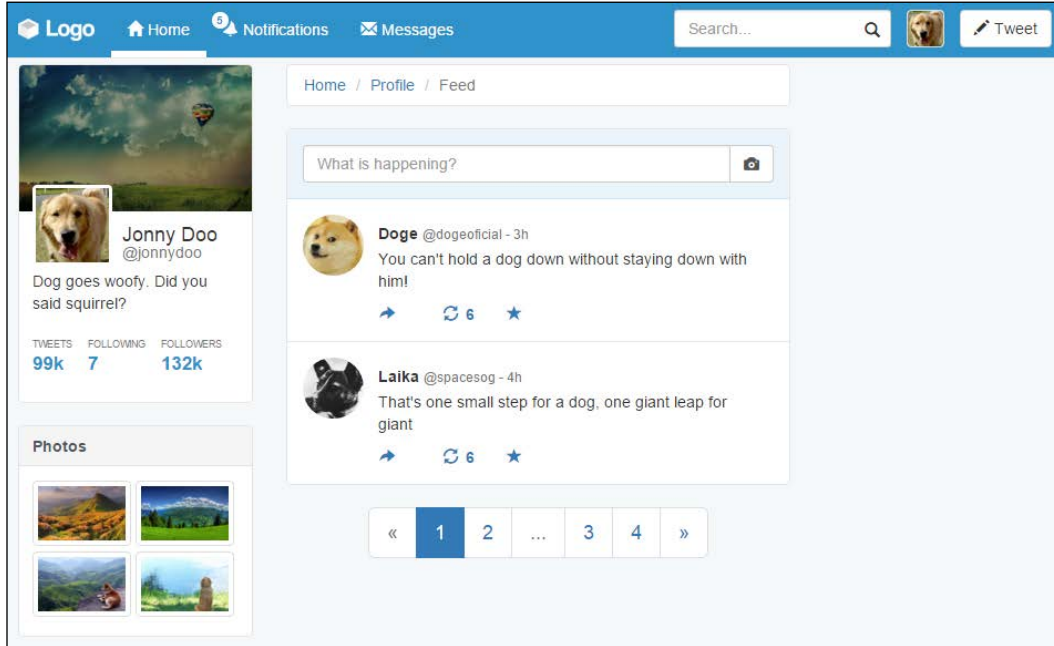 Logo Home 5 Notifications Messages Search... Tweet
Home / Profile / Feed
What is happening?
Jonny Doo
@jonnydoo
Dog goes woofy. Did you
said squirrel?
TWEETS FOLLOWING FOLLOWERS
99k 7 132k
Photos
Doge @dogeoficial - 3h
You can't hold a dog down without staying down with
him!
6
Laika @spacesog - 4h
That's one small step for a dog, one giant leap for
giant
6
« 1 2 ... 3 4 »